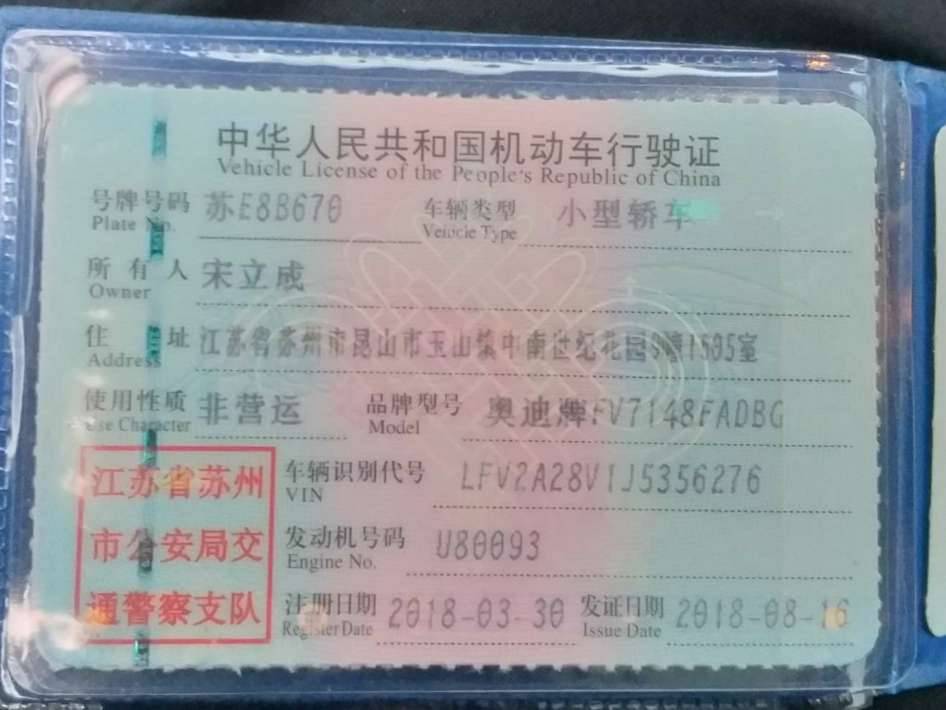 中华人民共和国机动车行驶证
Vehicle License of the People's Republic of China
号牌号码 苏E8B670 车辆类型 小型轿车
Plate No. Vehicle Type
所有人 宋立成
Owner
住址 江苏省苏州市昆山市玉山镇中南世纪花园9幢1505室
Address
使用性质 非营运 品牌型号 奥迪牌FV7148FADBG
Use Character Model
江苏省苏州
市公安局交
通警察支队
车辆识别代号 LFV2A28V1J5356276
VIN
发动机号码 U80093
Engine No.
注册日期 2018-03-30 发证日期 2018-08-16
Register Date Issue Date